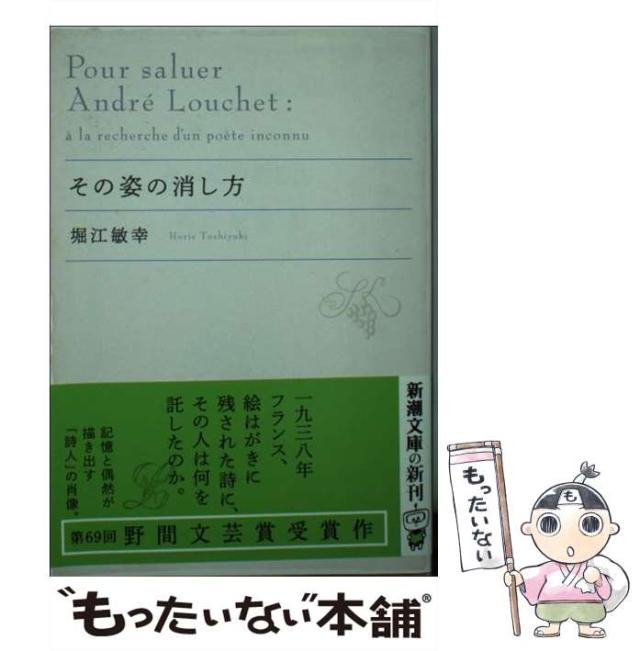 Pour saluer
André Louchet :
à la recherche d'un poète inconnu
その姿の消し方
堀江敏幸 Horie Toshiyuki
一九三八年
フランス、
絵はがきに
残された詩に、
その人は何を
託したのか。
記憶と偶然が
描き出す
「詩人」の肖像。
新潮文庫の新刊
第69回 野間文芸賞受賞作
も
もったいない
"もったいない"本舗®